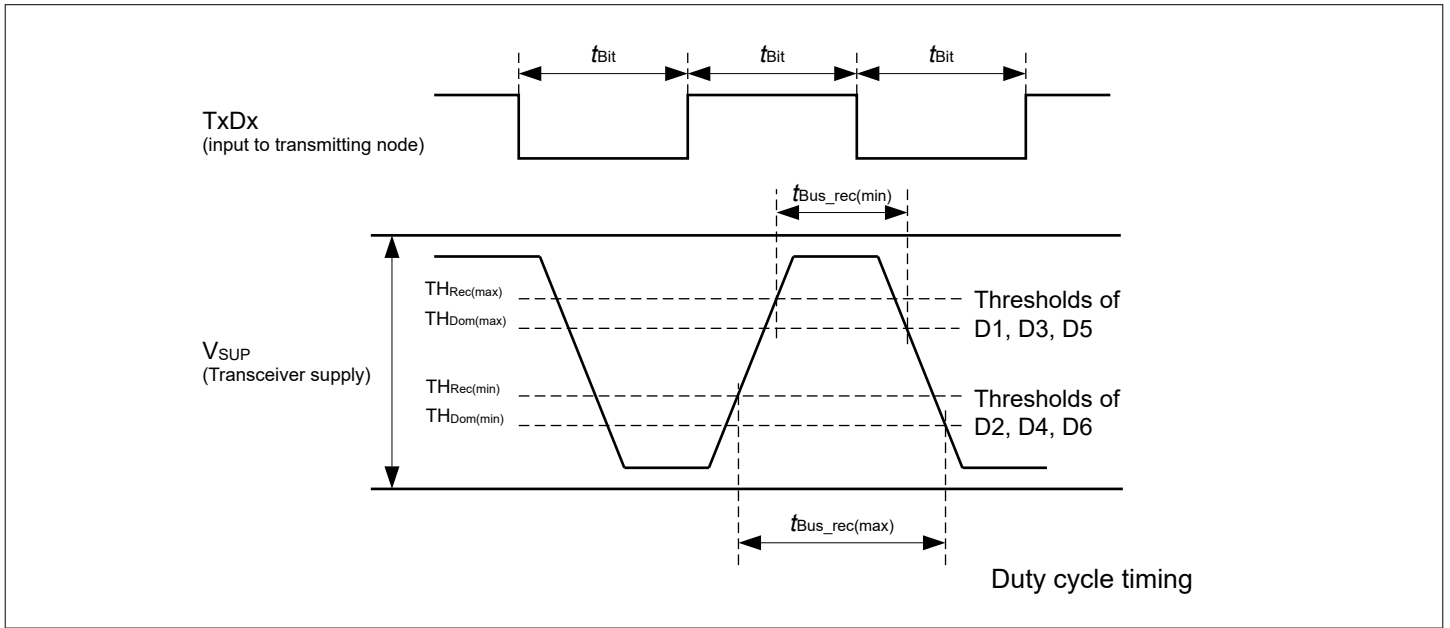 tBit tBit tBit
TxDx
(input to transmitting node)
tBus_rec(min)
THRec(max)
THDom(max)
Thresholds of
D1, D3, D5
VSUP
(Transceiver supply)
THRec(min)
THDom(min)
Thresholds of
D2, D4, D6
tBus_rec(max)
Duty cycle timing